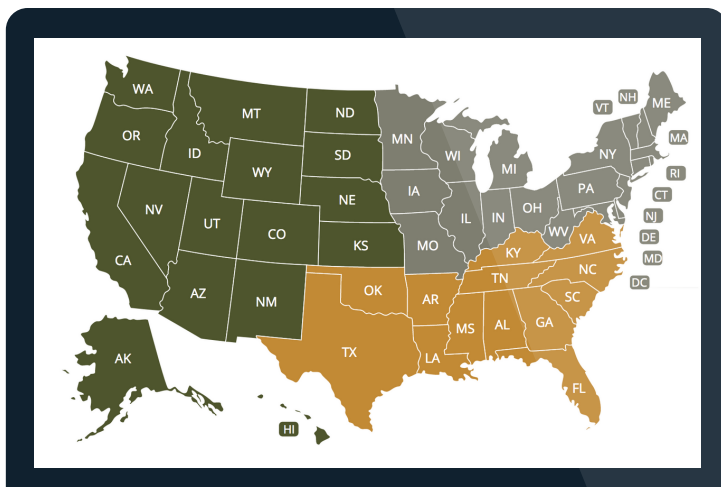 WA
MT
ND
MN
OR
ID
SD
WI
MI
NY
VT
NH
ME
MA
WY
NE
IA
PA
RI
CT
NV
UT
CO
KS
IL
IN
OH
NJ
MO
WV
VA
DE
CA
KY
MD
AZ
NM
OK
AR
TN
NC
DC
SC
TX
LA
MS
AL
GA
AK
FL
HI